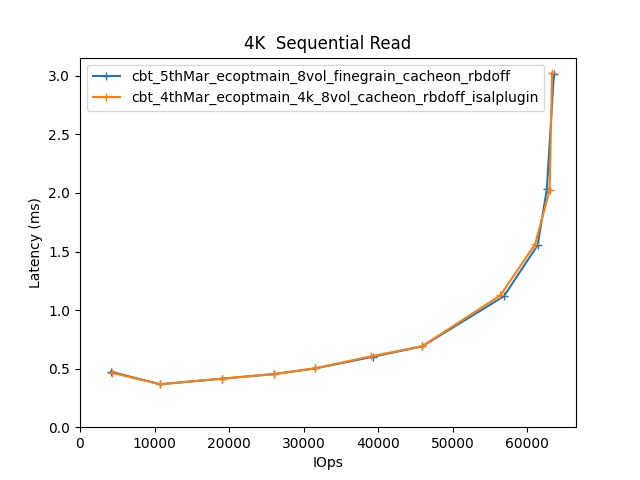 4K  Sequential Read
cbt_5thMar_ecoptmain_8vol_finegrain_cacheon_rbdoff
cbt_4thMar_ecoptmain_4k_8vol_cacheon_rbdoff_isalplugin
Latency (ms)
3.0
2.5
2.0
1.5
1.0
0.5
0.0
0 10000 20000 30000 40000 50000 60000
IOps